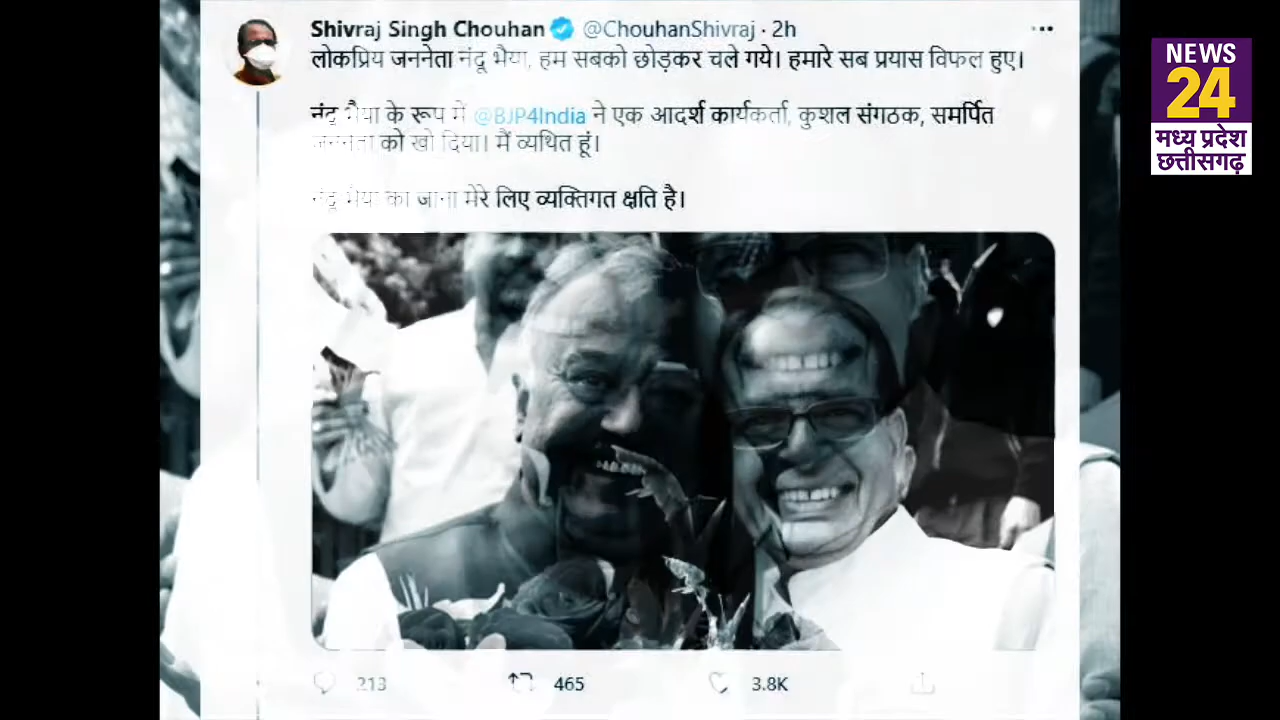 Shivraj Singh Chouhan @ChouhanShivraj · 2h
लोकप्रिय जननेता नंदू भैया, हम सबको छोड़कर चले गये। हमारे सब प्रयास विफल हुए।
नंदू भैया के रूप में @BJP4India ने एक आदर्श कार्यकर्ता, कुशल संगठक, समर्पित
जननेता को खो दिया। मैं व्यथित हूं।
नंदू भैया का जाना मेरे लिए व्यक्तिगत क्षति है।
213 465 3.8K
NEWS
24
मध्य प्रदेश
छत्तीसगढ़